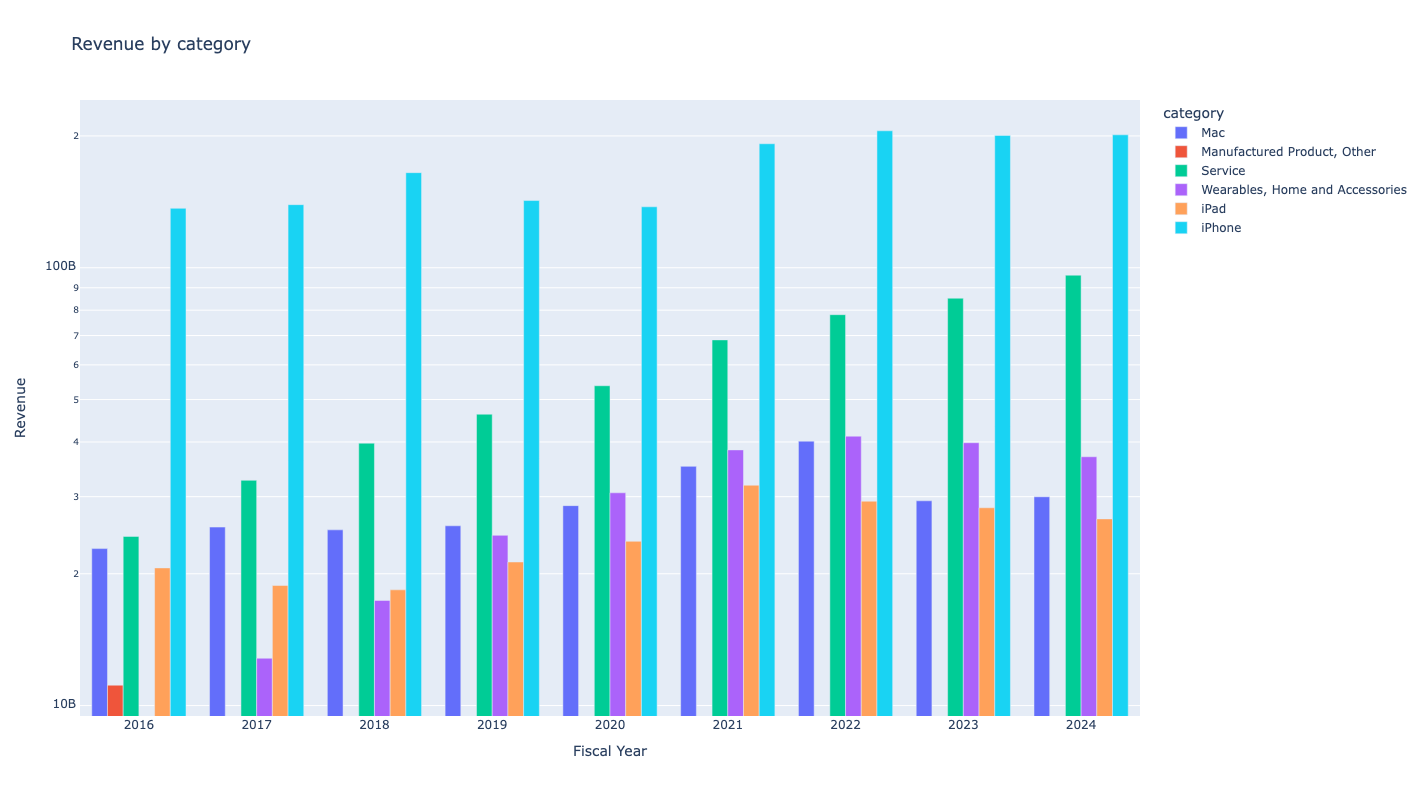 Revenue by category
category
Mac
Manufactured Product, Other
Service
Wearables, Home and Accessories
iPad
iPhone
Revenue
2
100B
9
8
7
6
5
4
3
2
10B
2016 2017 2018 2019 2020 2021 2022 2023 2024
Fiscal Year